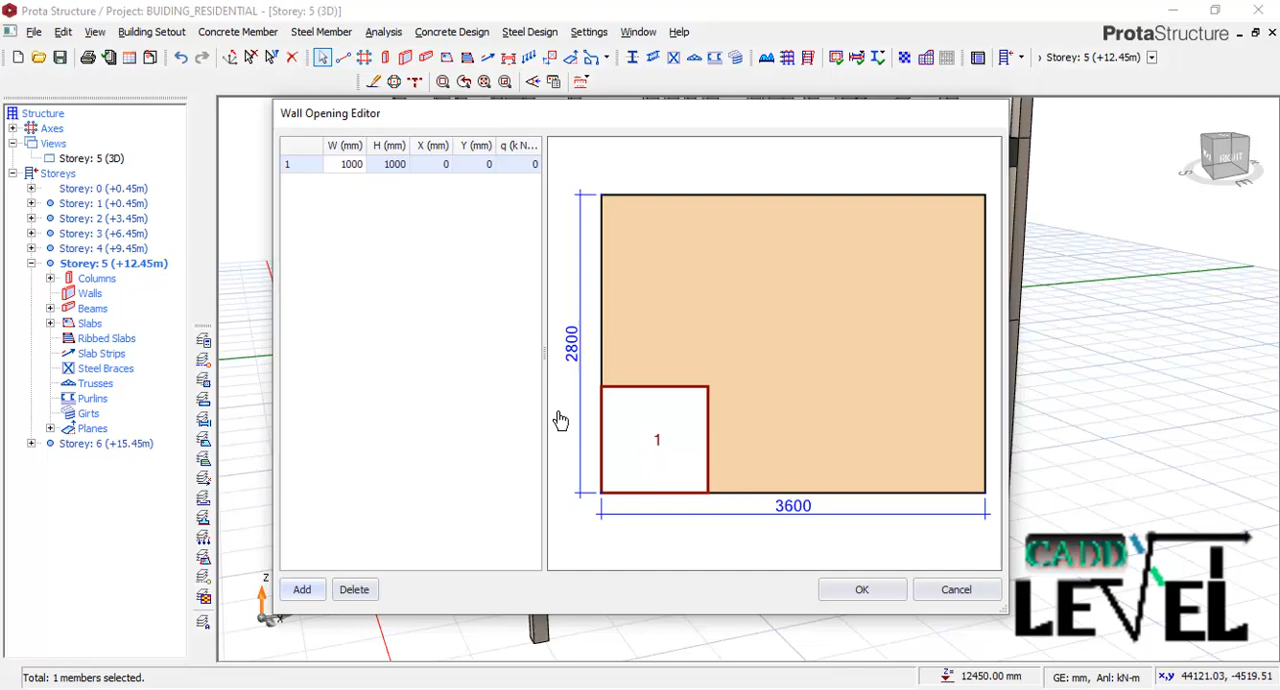 Prota Structure / Project: BUIDING_RESIDENTIAL - [Storey: 5 (3D)]
File Edit View Building Setout Concrete Member Steel Member Analysis Concrete Design Steel Design Settings Window Help
ProtaStructure
Storey: 5 (+12.45m)
Structure
Axes
Views
Storey: 5 (3D)
Storeys
Storey: 0 (+0.45m)
Storey: 1 (+0.45m)
Storey: 2 (+3.45m)
Storey: 3 (+6.45m)
Storey: 4 (+9.45m)
Storey: 5 (+12.45m)
Columns
Walls
Beams
Slabs
Ribbed Slabs
Slab Strips
Steel Braces
Trusses
Purlins
Girts
Planes
Storey: 6 (+15.45m)
Wall Opening Editor
W (mm) H (mm) X (mm) Y (mm) q (k N...
1 1000 1000 0 0 0
2800
1
3600
Add Delete OK Cancel
RIGHT
S
E
Z
CADD
LEVEL
Total: 1 members selected.
Z= 12450.00 mm GE: mm, Anl: kN-m x,y 44121.03, -4519.51